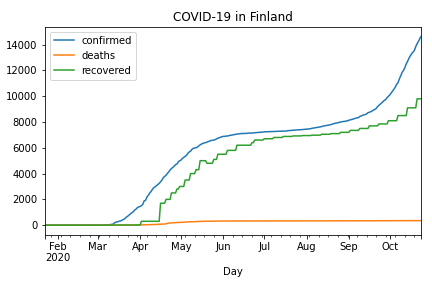 COVID-19 in Finland
confirmed
deaths
recovered
14000
12000
10000
8000
6000
4000
2000
0
Feb Mar Apr May Jun Jul Aug Sep Oct
2020
Day